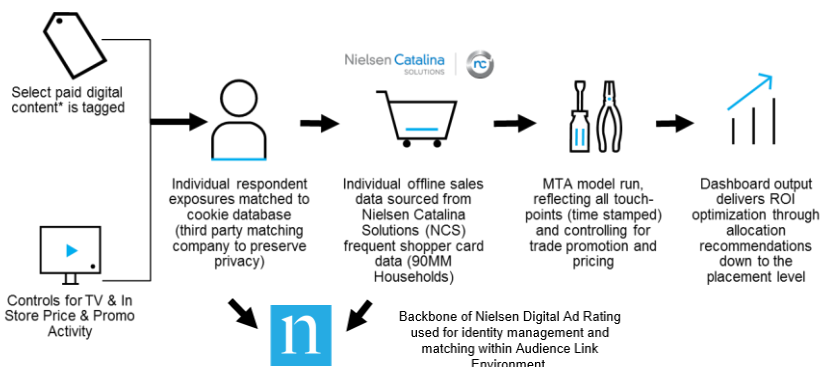 Select paid digital
content* is tagged
Controls for TV & In
Store Price & Promo
Activity
Individual respondent
exposures matched to
cookie database
(third party matching
company to preserve
privacy)
Nielsen Catalina
SOLUTIONS
nc
Individual offline sales
data sourced from
Nielsen Catalina
Solutions (NCS)
frequent shopper card
data (90MM
Households)
MTA model run,
reflecting all touch-
points (time stamped)
and controlling for
trade promotion and
pricing
Dashboard output
delivers ROI
optimization through
allocation
recommendations
down to the
placement level
n
Backbone of Nielsen Digital Ad Rating
used for identity management and
matching within Audience Link
Environment